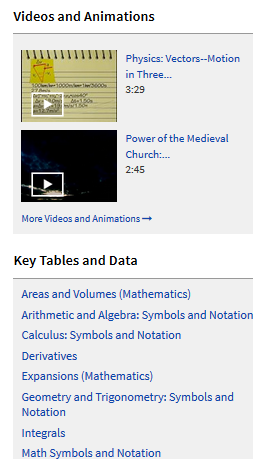 Videos and Animations
Physics: Vectors--Motion
in Three...
3:29
Power of the Medieval
Church:...
2:45
More Videos and Animations
Key Tables and Data
Areas and Volumes (Mathematics)
Arithmetic and Algebra: Symbols and Notation
Calculus: Symbols and Notation
Derivatives
Expansions (Mathematics)
Geometry and Trigonometry: Symbols and
Notation
Integrals
Math Symbols and Notation